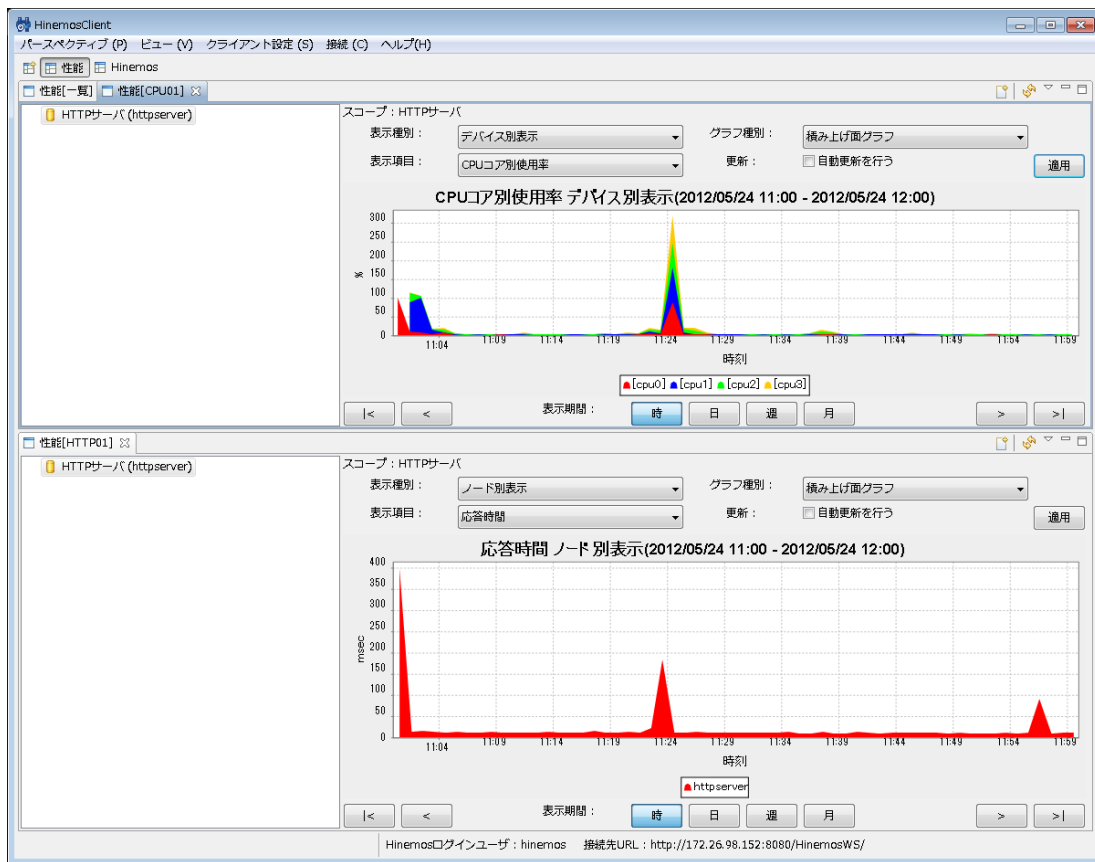 HinemosClient
パースペクティブ (P) ビュー (V) クライアント設定 (S) 接続 (C) ヘルプ(H)
性能 Hinemos
性能[一覧] 性能[CPU01]
HTTPサーバ (httpserver)
スコープ : HTTPサーバ
表示種別 : デバイス別表示 グラフ種別 : 積み上げ面グラフ
表示項目 : CPUコア別使用率 更新 : 自動更新を行う 適用
CPUコア別使用率 デバイス別表示(2012/05/24 11:00 - 2012/05/24 12:00)
300
250
200
150
100
50
0
%
11:04 11:09 11:14 11:19 11:24 11:29 11:34 11:39 11:44 11:49 11:54 11:59
時刻
[cpu0] [cpu1] [cpu2] [cpu3]
|< < 表示期間 : 時 日 週 月 > >|
性能[HTTP01]
HTTPサーバ (httpserver)
スコープ : HTTPサーバ
表示種別 : ノード別表示 グラフ種別 : 積み上げ面グラフ
表示項目 : 応答時間 更新 : 自動更新を行う 適用
応答時間 ノード別表示(2012/05/24 11:00 - 2012/05/24 12:00)
400
350
300
250
200
150
100
50
0
msec
11:04 11:09 11:14 11:19 11:24 11:29 11:34 11:39 11:44 11:49 11:54 11:59
時刻
httpserver
|< < 表示期間 : 時 日 週 月 > >|
Hinemosログインユーザ : hinemos 接続先URL : http://172.26.98.152:8080/HinemosWS/